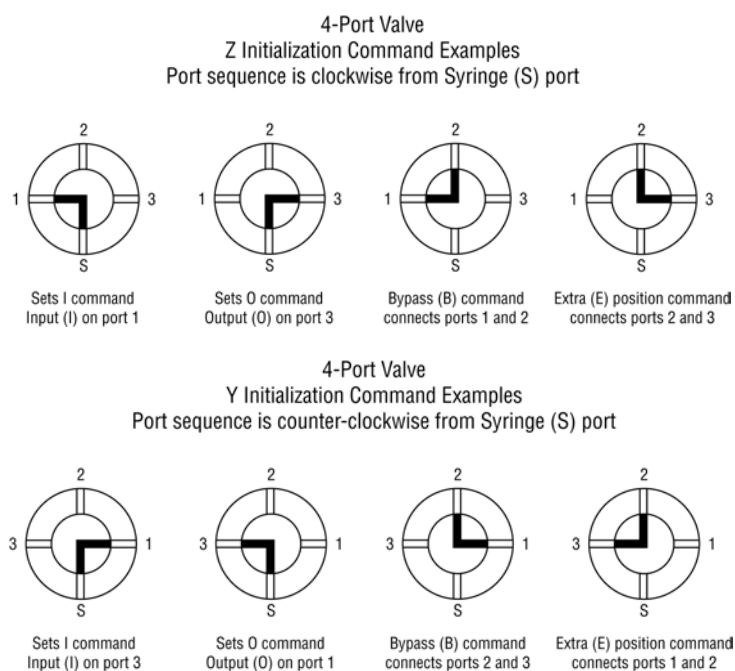 4-Port Valve
Z Initialization Command Examples
Port sequence is clockwise from Syringe (S) port
2
2
2
2
1
3
1
3
1
3
1
3
S
S
S
S
Sets I command
Input (I) on port 1
Sets O command
Output (O) on port 3
Bypass (B) command
connects ports 1 and 2
Extra (E) position command
connects ports 2 and 3
4-Port Valve
Y Initialization Command Examples
Port sequence is counter-clockwise from Syringe (S) port
2
2
2
2
3
1
3
1
3
1
3
1
S
S
S
S
Sets I command
Input (I) on port 3
Sets O command
Output (O) on port 1
Bypass (B) command
connects ports 2 and 3
Extra (E) position command
connects ports 1 and 2